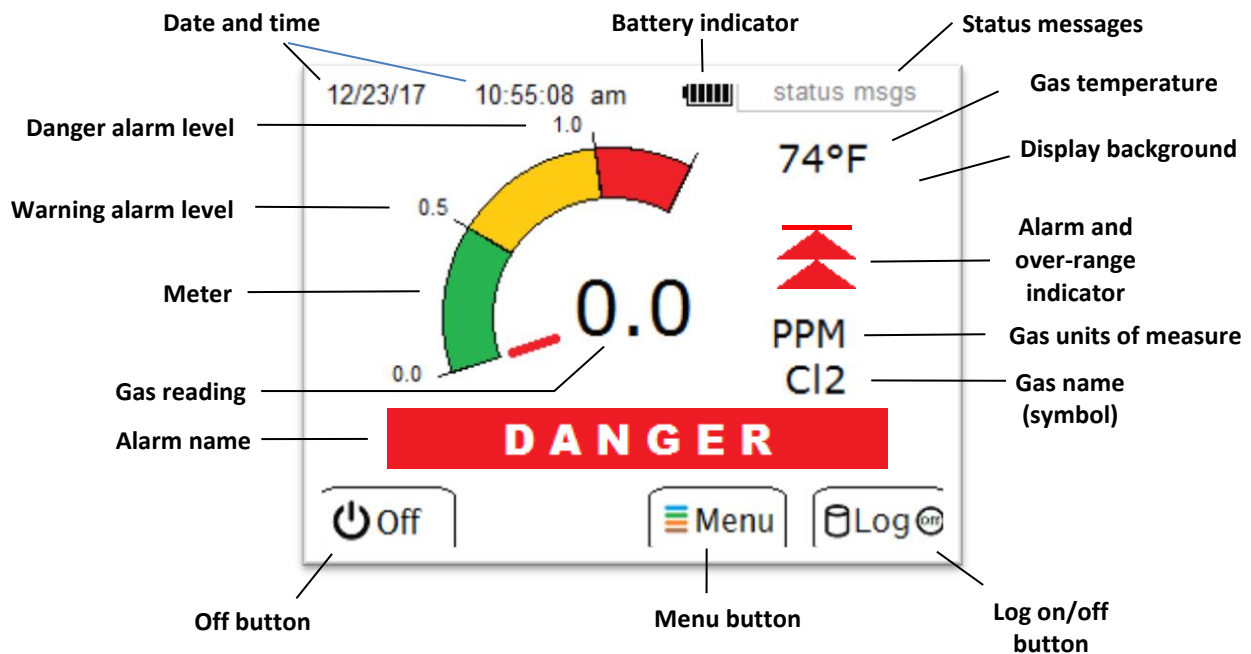 Date and time
Battery indicator
Status messages
12/23/17 10:55:08 am
status msgs
Gas temperature
Danger alarm level
1.0
74°F
Display background
Warning alarm level
0.5
Alarm and
over-range
indicator
Meter
0.0
PPM
Gas units of measure
0.0
Cl2
Gas name
(symbol)
Gas reading
Alarm name
DANGER
Off
Menu
Log Off
Off button
Menu button
Log on/off
button